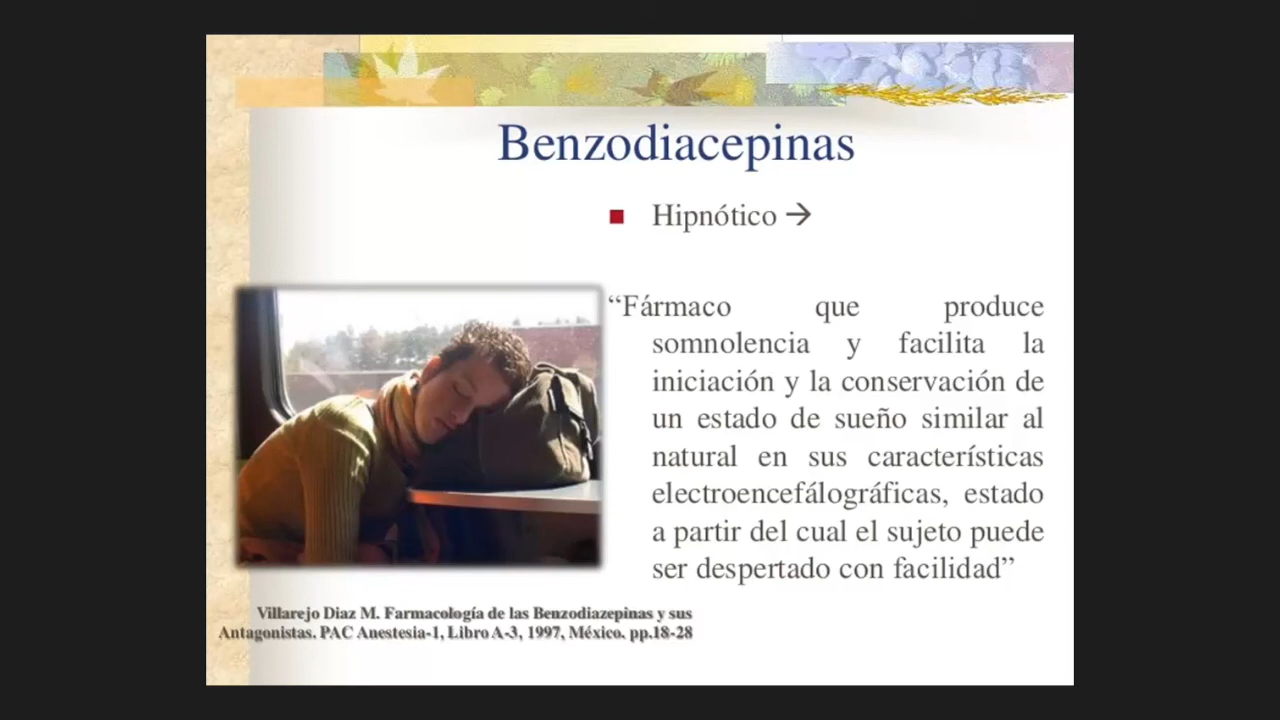 Benzodiacepinas
■ Hipnótico →
“Fármaco que produce
somnolencia y facilita la
iniciación y la conservación de
un estado de sueño similar al
natural en sus características
electroencefálográficas, estado
a partir del cual el sujeto puede
ser despertado con facilidad”
Villarejo Diaz M. Farmacología de las Benzodiazepinas y sus
Antagonistas. PAC Anestesia-1, Libro A-3, 1997, México. pp.18-28